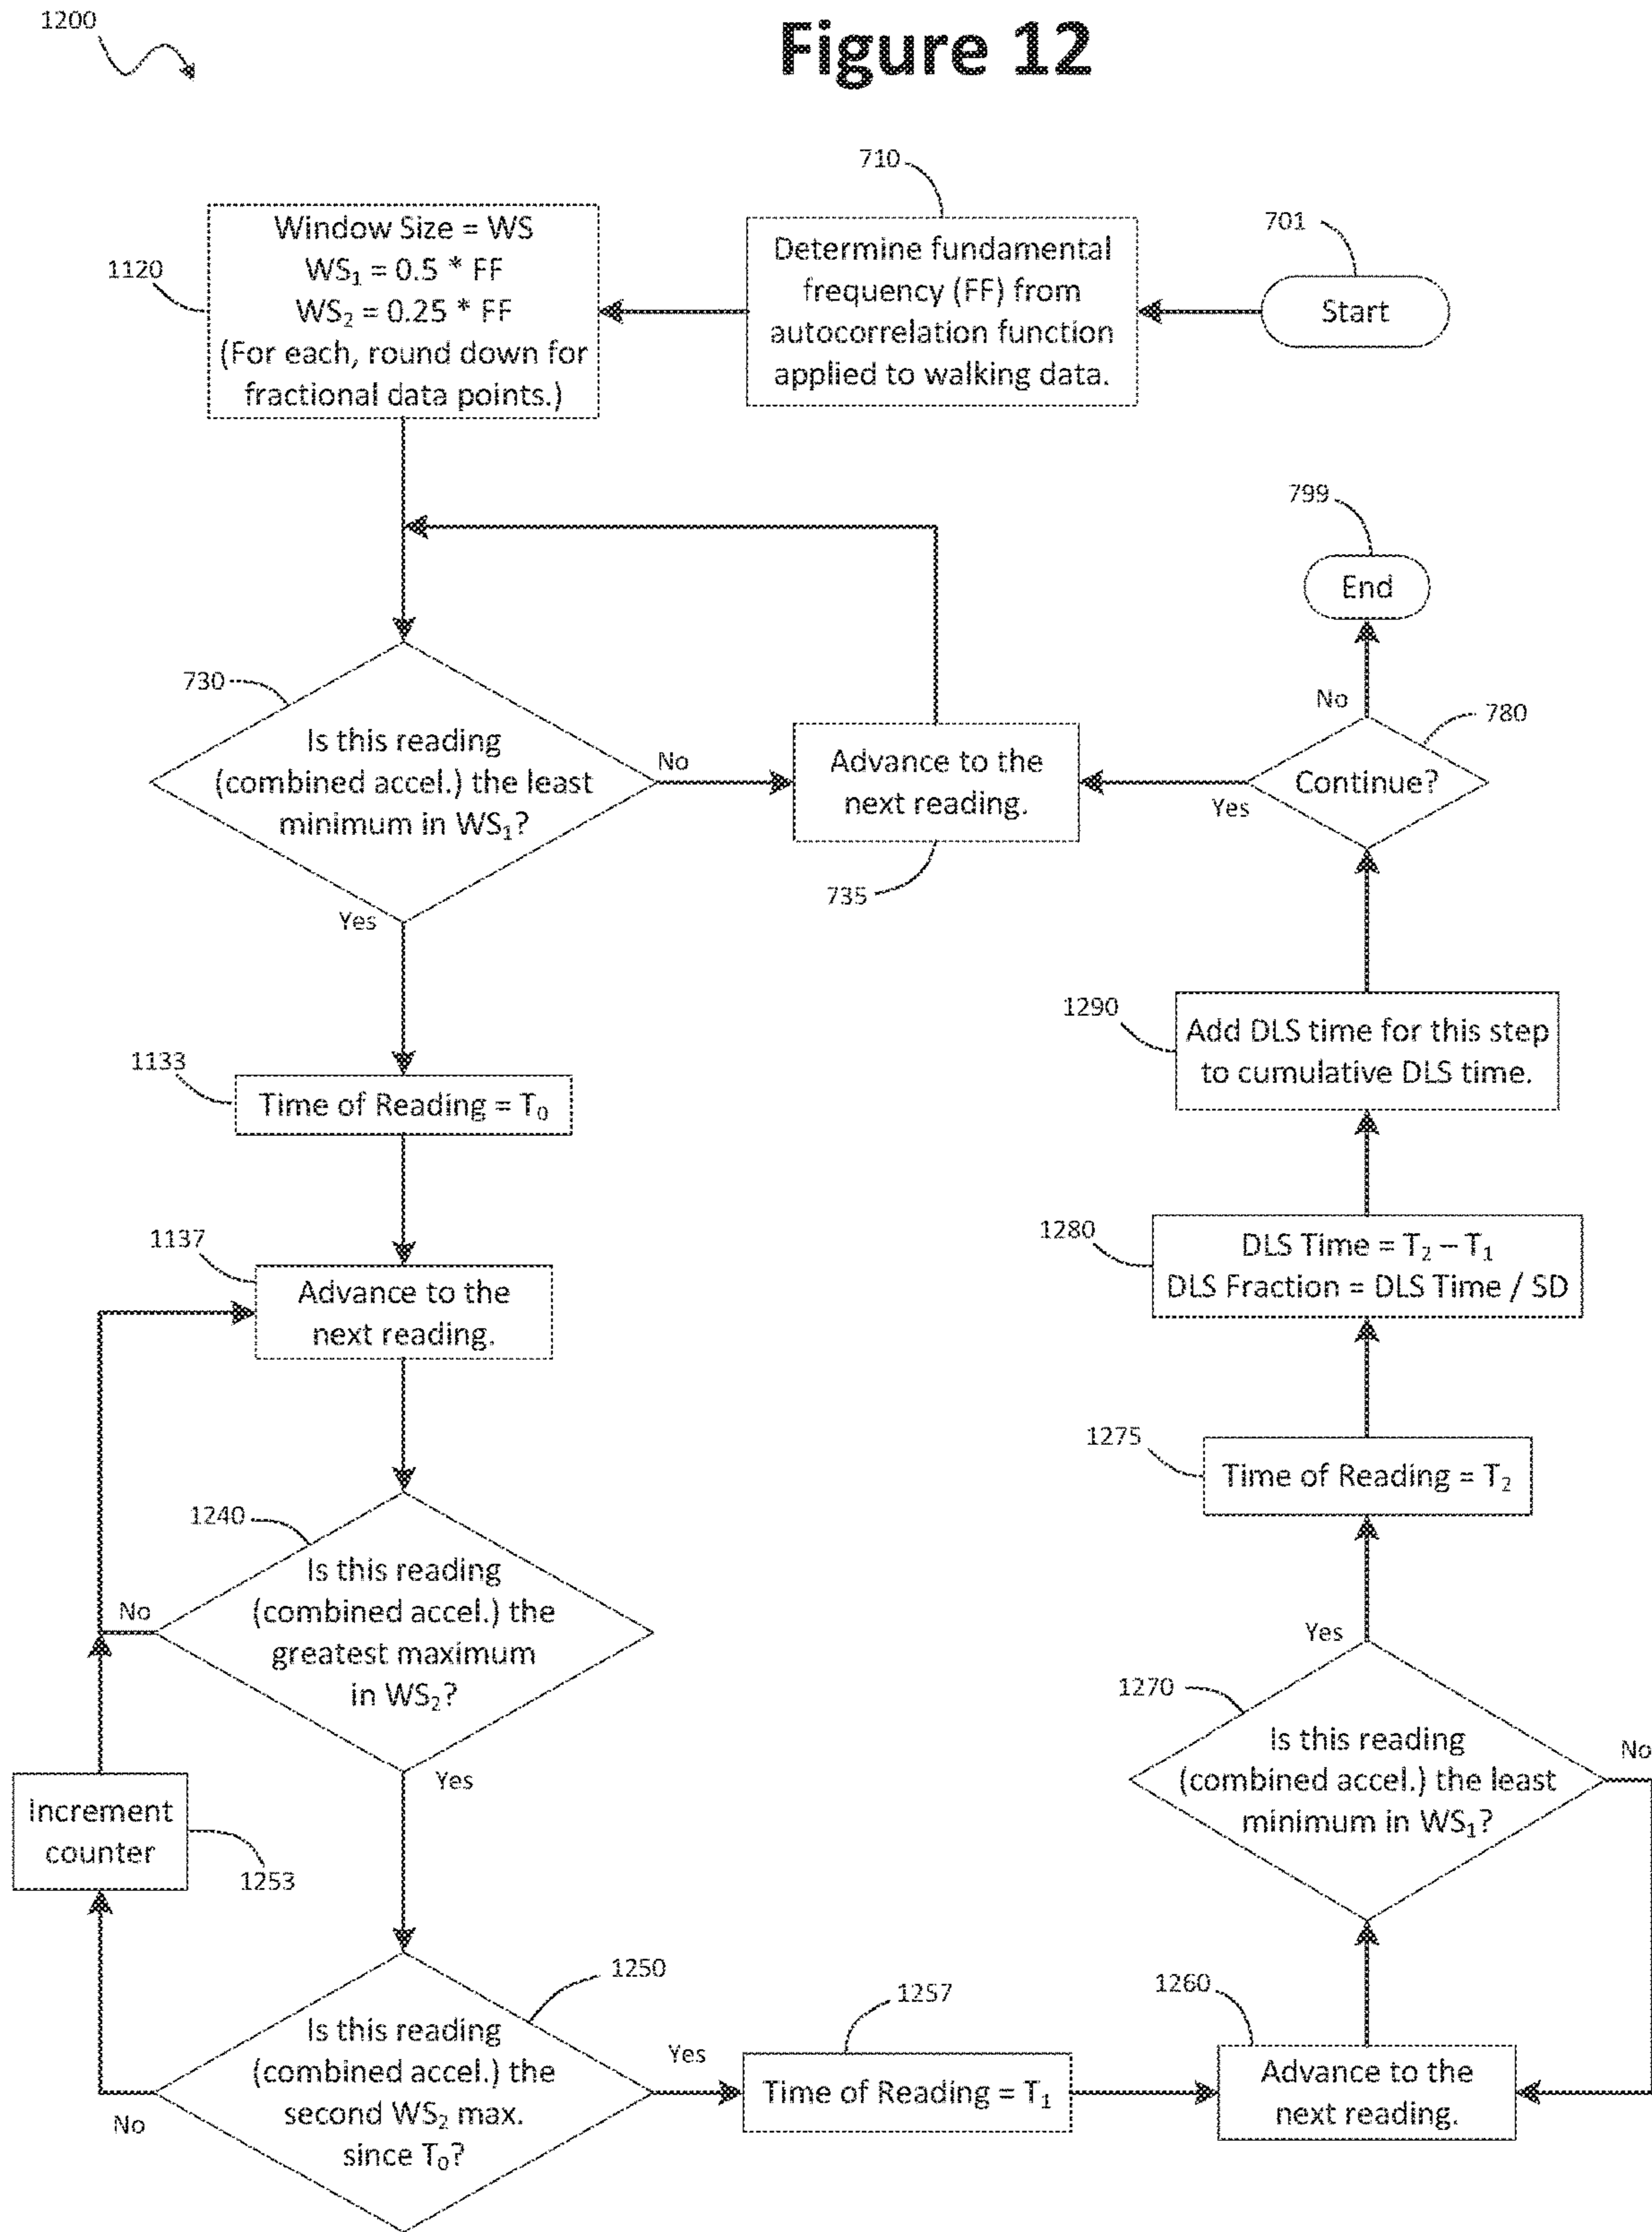 1200
Figure 12
701
Start
710
Determine fundamental
frequency (FF) from
autocorrelation function
applied to walking data.
1120
Window Size = WS
WS₁ = 0.5 * FF
WS₂ = 0.25 * FF
(For each, round down for
fractional data points.)
730
Is this reading
(combined accel.) the least
minimum in WS₁?
No
Yes
Advance to the
next reading.
735
1133
Time of Reading = T₀
1137
Advance to the
next reading.
1240
Is this reading
(combined accel.) the
greatest maximum
in WS₂?
No
Yes
Increment
counter
1253
1250
Is this reading
(combined accel.) the
second WS₂ max.
since T₀?
No
Yes
1257
Time of Reading = T₁
1260
Advance to the
next reading.
1270
Is this reading
(combined accel.) the least
minimum in WS₁?
No
Yes
1275
Time of Reading = T₂
1280
DLS Time = T₂ – T₁
DLS Fraction = DLS Time / SD
1290
Add DLS time for this step
to cumulative DLS time.
780
Continue?
Yes
No
799
End